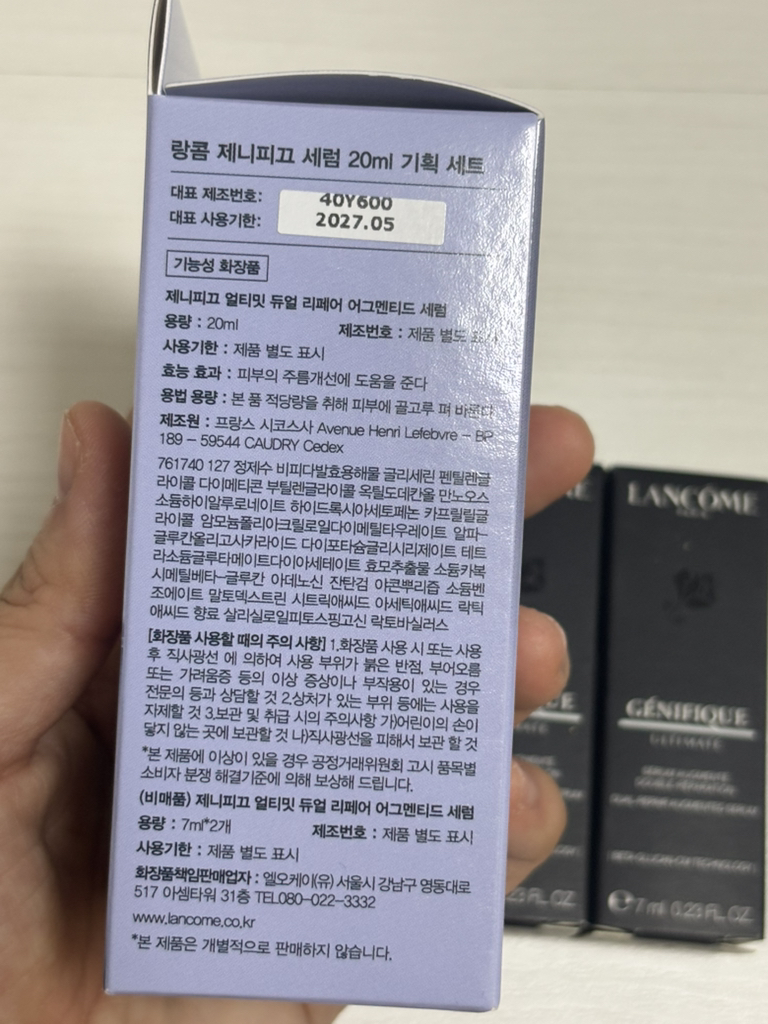 랑콤 제니피끄 세럼 20ml 기획 세트
대표 제조번호: 40Y600
대표 사용기한: 2027.05
기능성 화장품
제니피끄 얼티밋 듀얼 리페어 어그멘티드 세럼
용량 : 20ml 제조번호 : 제품 별도 표시
사용기한 : 제품 별도 표시
효능 효과 : 피부의 주름개선에 도움을 준다
용법 용량 : 본 품 적당량을 취해 피부에 골고루 펴 바른다
제조원 : 프랑스 시코스사 Avenue Henri Lefebvre – BP
189 – 59544 CAUDRY Cedex
761740 127 정제수 비피다발효용해물 글리세린 펜틸렌글
라이콜 다이메티콘 부틸렌글라이콜 옥틸도데칸올 만노오스
소듐하이알루로네이트 하이드록시아세토페논 카프릴릴글
라이콜 암모늄폴리아크릴로일다이메틸타우레이트 알파-
글루칸올리고사카라이드 다이포타슘글리시리제이트 테트
라소듐글루타메이트다이아세테이트 효모추출물 소듐카복
시메틸베타-글루칸 아데노신 잔탄검 야콘뿌리즙 소듐벤
조에이트 말토덱스트린 시트릭애씨드 아세틱애씨드 락틱
애씨드 향료 살리실로일피토스핑고신 락토바실러스
[화장품 사용할 때의 주의 사항] 1.화장품 사용 시 또는 사용
후 직사광선 에 의하여 사용 부위가 붉은 반점, 부어오름
또는 가려움증 등의 이상 증상이나 부작용이 있는 경우
전문의 등과 상담할 것 2.상처가 있는 부위 등에는 사용을
자제할 것 3.보관 및 취급 시의 주의사항 가)어린이의 손이
닿지 않는 곳에 보관할 것 나)직사광선을 피해서 보관 할 것
*본 제품에 이상이 있을 경우 공정거래위원회 고시 품목별
소비자 분쟁 해결기준에 의해 보상해 드립니다.
(비매품) 제니피끄 얼티밋 듀얼 리페어 어그멘티드 세럼
용량 : 7ml*2개 제조번호 : 제품 별도 표시
사용기한 : 제품 별도 표시
화장품책임판매업자 : 엘오케이(유) 서울시 강남구 영동대로
517 아셈타워 31층 TEL080-022-3332
www.lancome.co.kr
*본 제품은 개별적으로 판매하지 않습니다.
LANCÔME
GÉNIFIQUE
ULTIMATE
7 ml 0.23 FL. OZ.